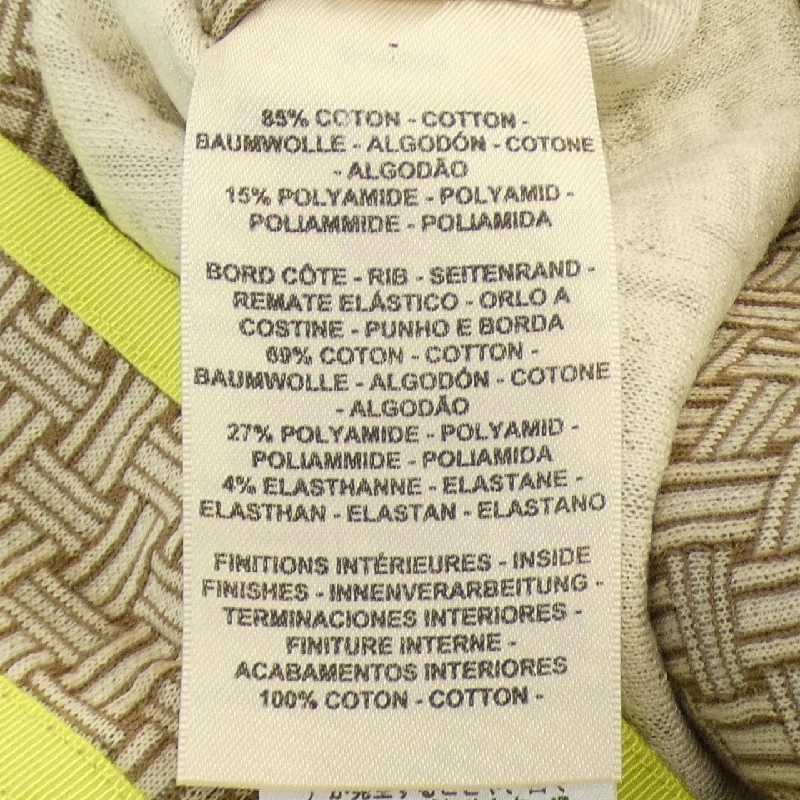 85% COTON - COTTON -
BAUMWOLLE - ALGODÓN - COTONE
- ALGODÃO
15% POLYAMIDE - POLYAMID -
POLIAMMIDE - POLIAMIDA
BORD CÔTE - RIB - SEITENRAND -
REMATE ELÁSTICO - ORLO A
COSTINE - PUNHO E BORDA
69% COTON - COTTON -
BAUMWOLLE - ALGODÓN - COTONE
- ALGODÃO
27% POLYAMIDE - POLYAMID -
POLIAMMIDE - POLIAMIDA
4% ELASTHANNE - ELASTANE -
ELASTHAN - ELASTAN - ELASTANO
FINITIONS INTÉRIEURES - INSIDE
FINISHES - INNENVERARBEITUNG -
TERMINACIONES INTERIORES -
FINITURE INTERNE -
ACABAMENTOS INTERIORES
100% COTON - COTTON -